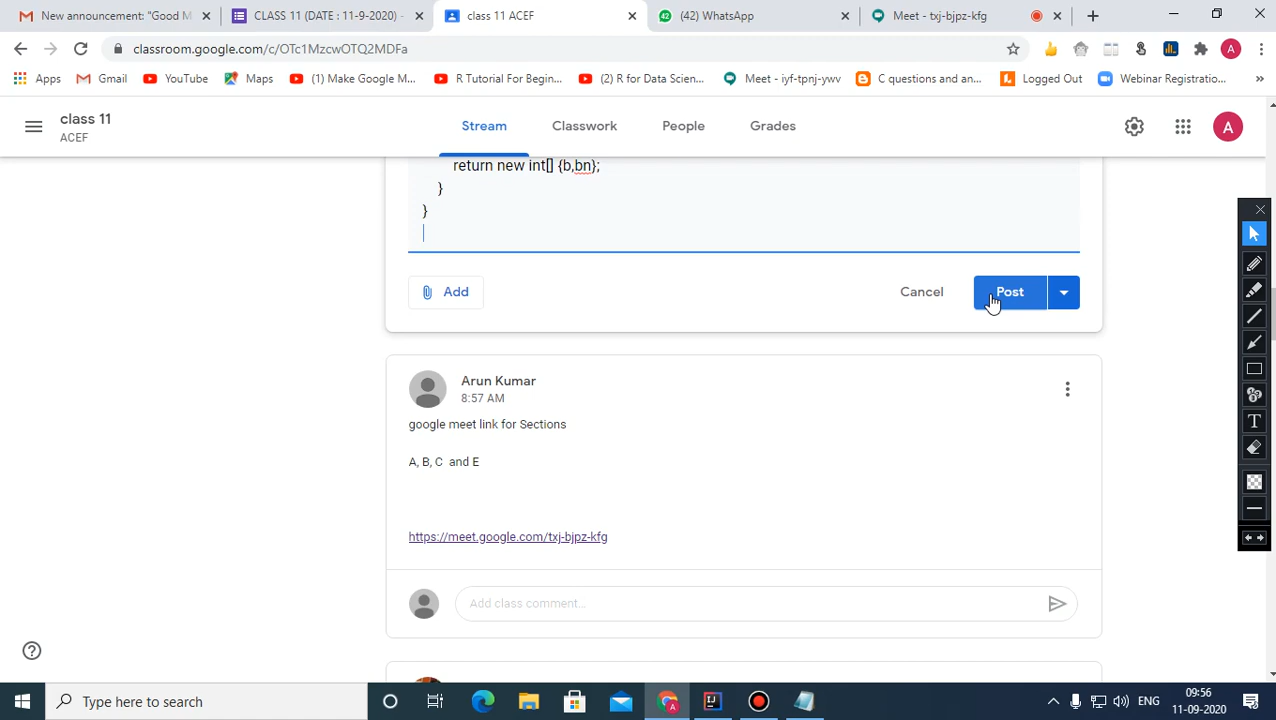 New announcement: "Good M
CLASS 11 (DATE : 11-9-2020)
class 11 ACEF
(42) WhatsApp
Meet - txj-bjpz-kfg
classroom.google.com/c/OTc1MzcwOTQ2MDFa
Apps
Gmail
YouTube
Maps
(1) Make Google M...
R Tutorial For Begin...
(2) R for Data Scien...
Meet - iyf-tpnj-ywv
C questions and an...
Logged Out
Webinar Registratio...
class 11
ACEF
Stream
Classwork
People
Grades
A
return new int[] {b,bn};
}
}
Add
Cancel
Post
Arun Kumar
8:57 AM
google meet link for Sections
A, B, C and E
https://meet.google.com/txj-bjpz-kfg
Add class comment...
T
Type here to search
ENG
09:56
11-09-2020